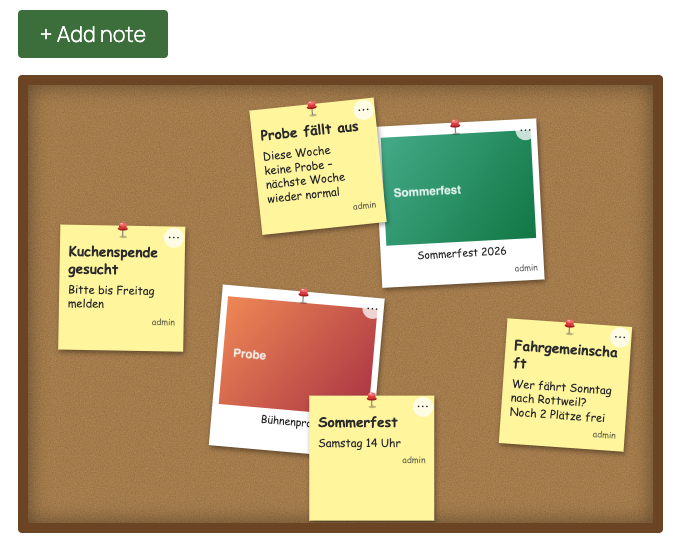 + Add note
Probe fällt aus
Diese Woche
keine Probe –
nächste Woche
wieder normal
admin
Sommerfest
Sommerfest 2026
admin
Kuchenspende
gesucht
Bitte bis Freitag
melden
admin
Probe
Sommerfest
Samstag 14 Uhr
admin
Fahrgemeinscha
ft
Wer fährt Sonntag
nach Rottweil?
Noch 2 Plätze frei
admin